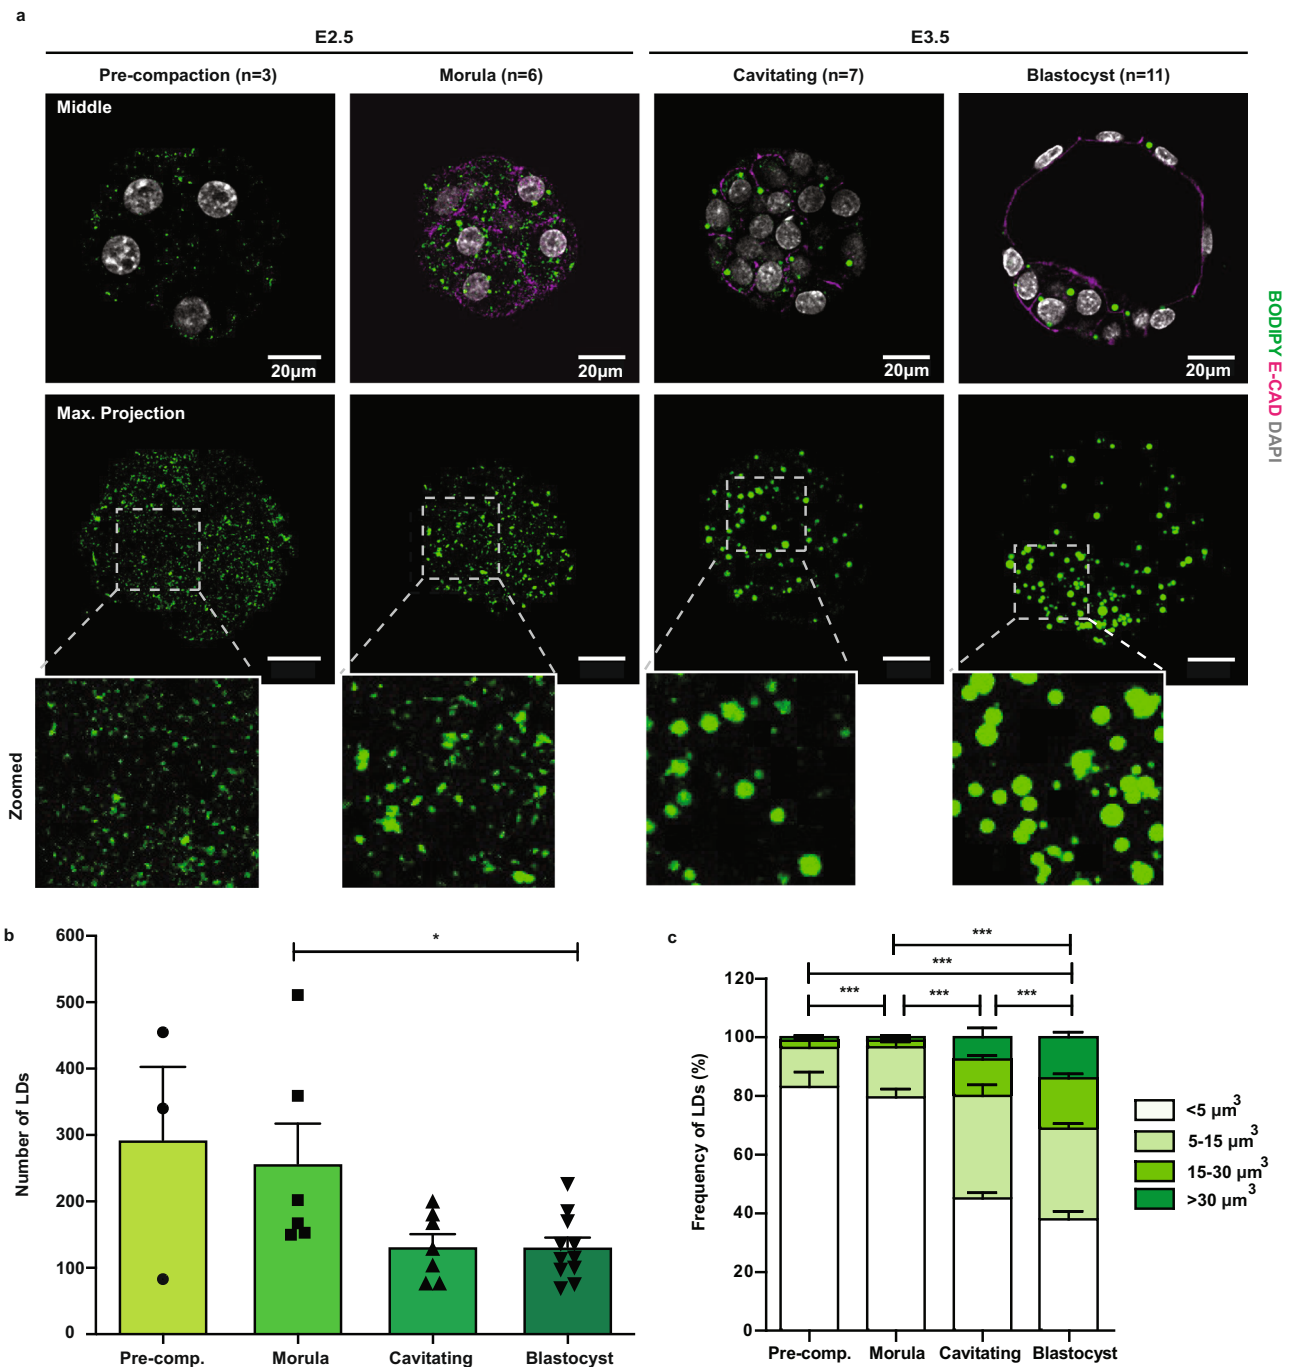 a
E2.5
E3.5
Pre-compaction (n=3)
Morula (n=6)
Cavitating (n=7)
Blastocyst (n=11)
Middle
20µm
20µm
20µm
20µm
BODIPY E-CAD DAPI
Max. Projection
Zoomed
b
600
500
400
300
200
100
0
Number of LDs
*
Pre-comp.
Morula
Cavitating
Blastocyst
c
***
***
***
***
***
120
100
80
60
40
20
0
Frequency of LDs (%)
<5 µm³
5-15 µm³
15-30 µm³
>30 µm³
Pre-comp.
Morula
Cavitating
Blastocyst